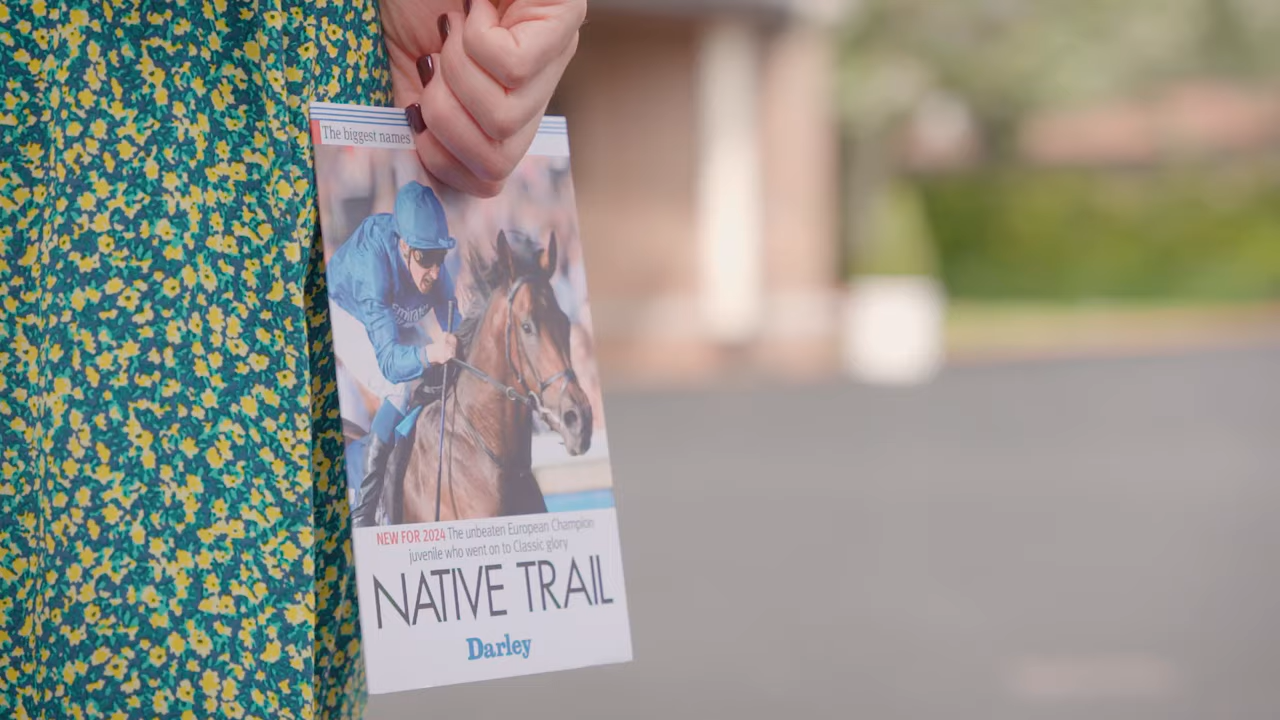 The biggest names
Emirates
NEW FOR 2024 The unbeaten European Champion
juvenile who went on to Classic glory
NATIVE TRAIL
Darley